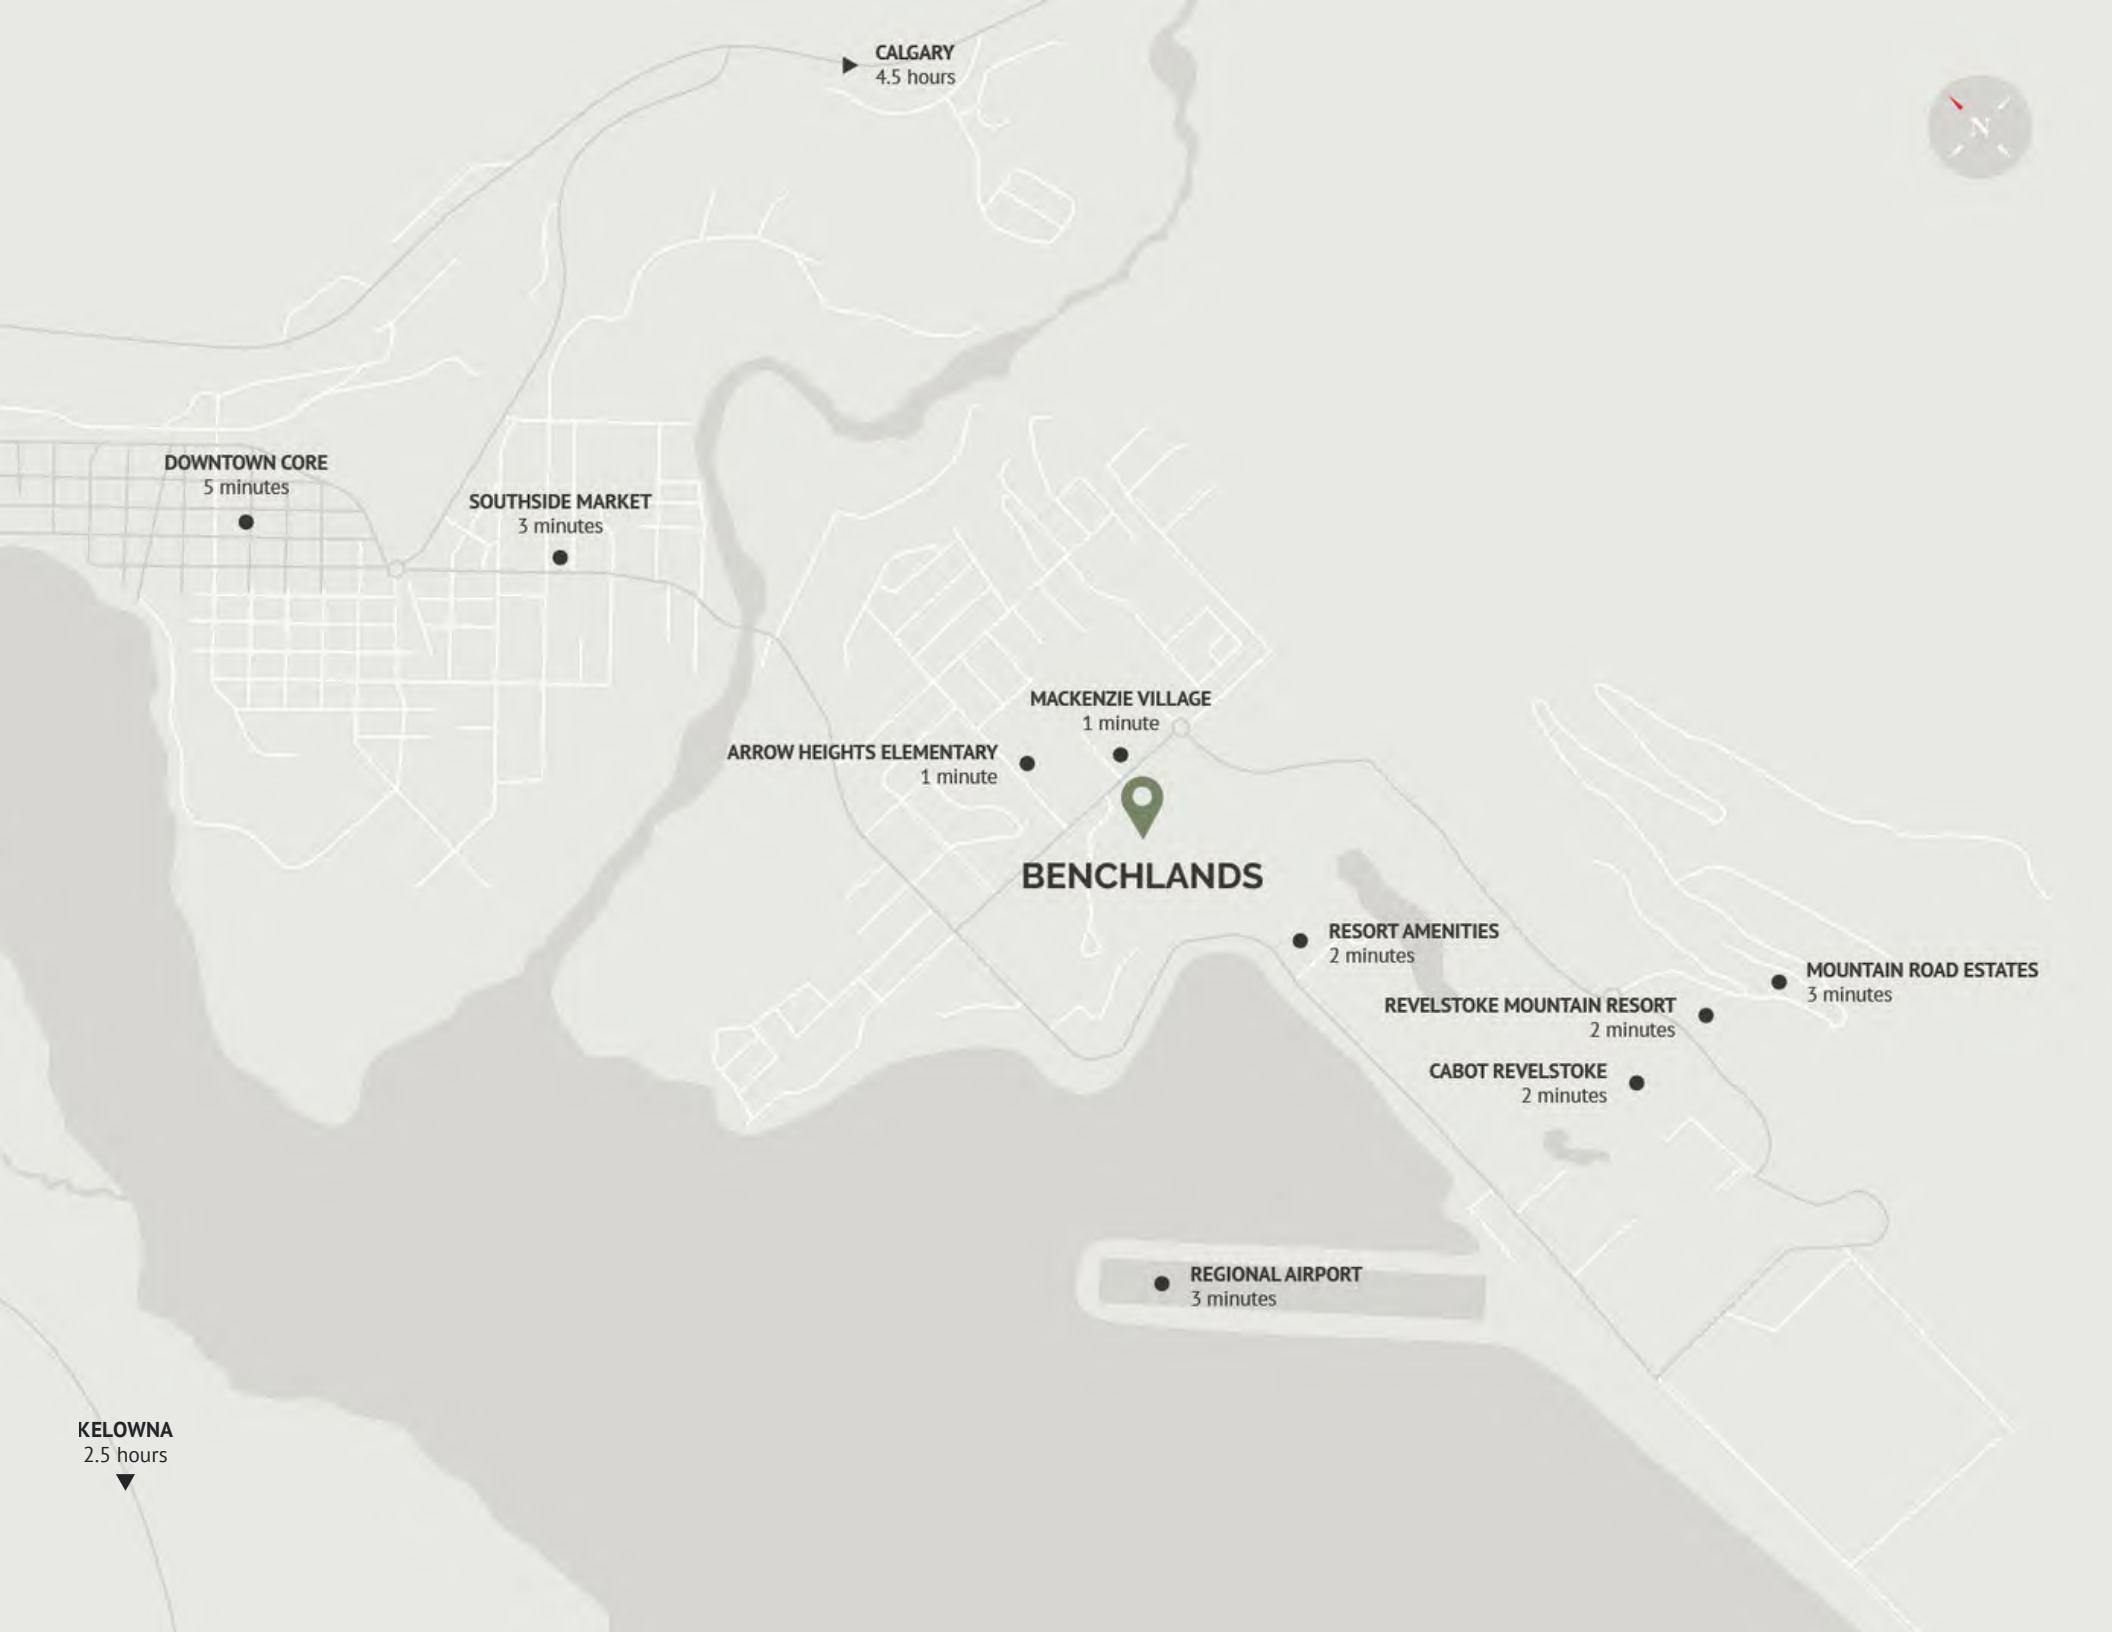 CALGARY
4.5 hours
N
DOWNTOWN CORE
5 minutes
SOUTHSIDE MARKET
3 minutes
MACKENZIE VILLAGE
1 minute
ARROW HEIGHTS ELEMENTARY
1 minute
BENCHLANDS
RESORT AMENITIES
2 minutes
MOUNTAIN ROAD ESTATES
3 minutes
REVELSTOKE MOUNTAIN RESORT
2 minutes
CABOT REVELSTOKE
2 minutes
REGIONAL AIRPORT
3 minutes
KELOWNA
2.5 hours